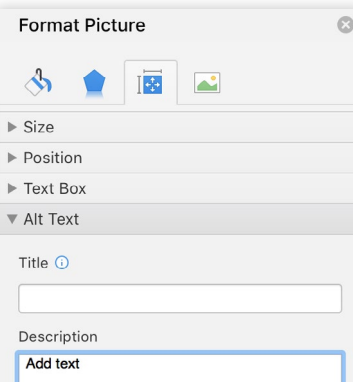 Format Picture
Size
Position
Text Box
Alt Text
Title
Description
Add text